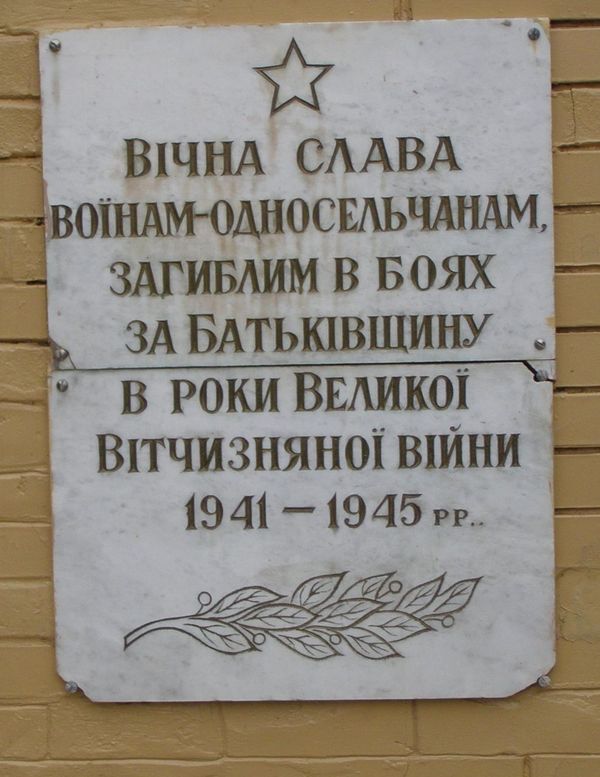 Вічна слава
воїнам-односельчанам,
загиблим в боях
за Батьківщину
в роки Великої
Вітчизняної війни
1941 – 1945 рр..